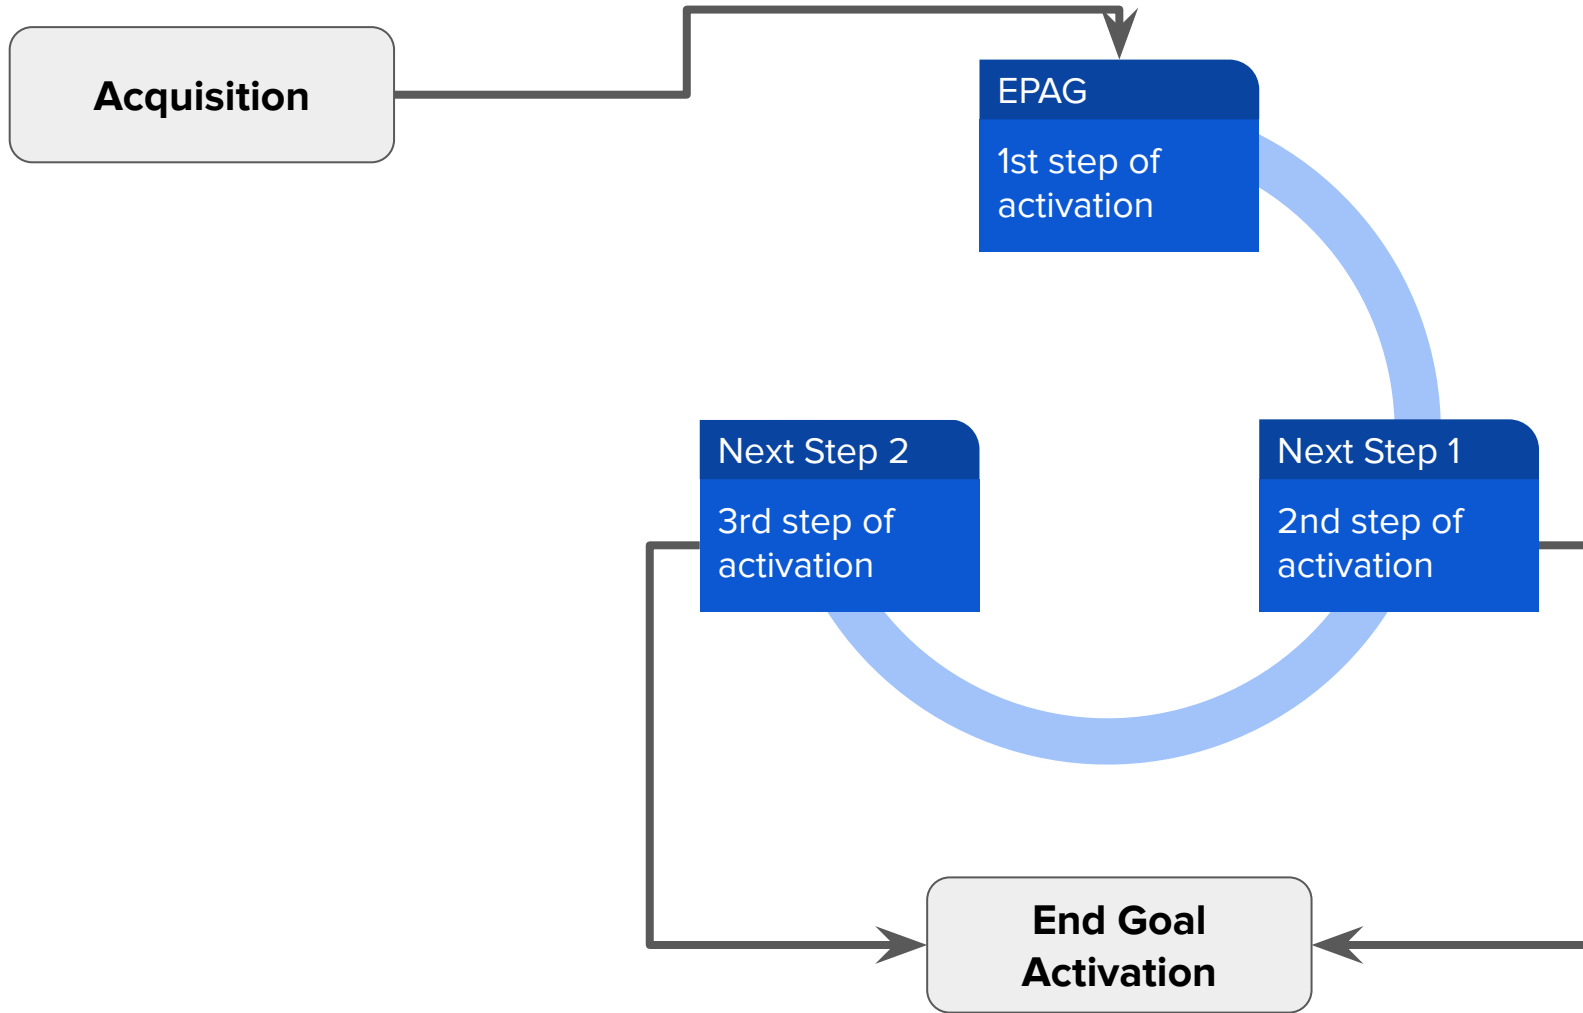 Acquisition
EPAG
1st step of
activation
Next Step 2
3rd step of
activation
Next Step 1
2nd step of
activation
End Goal
Activation